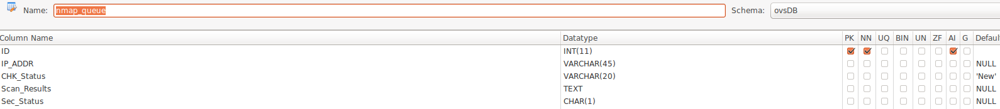 Name: nmap_queue Schema: ovsDB
Column Name Datatype PK NN UQ BIN UN ZF AI G Defaul
ID INT(11)
IP_ADDR VARCHAR(45) NULL
CHK_Status VARCHAR(20) 'New'
Scan_Results TEXT NULL
Sec_Status CHAR(1) NULL